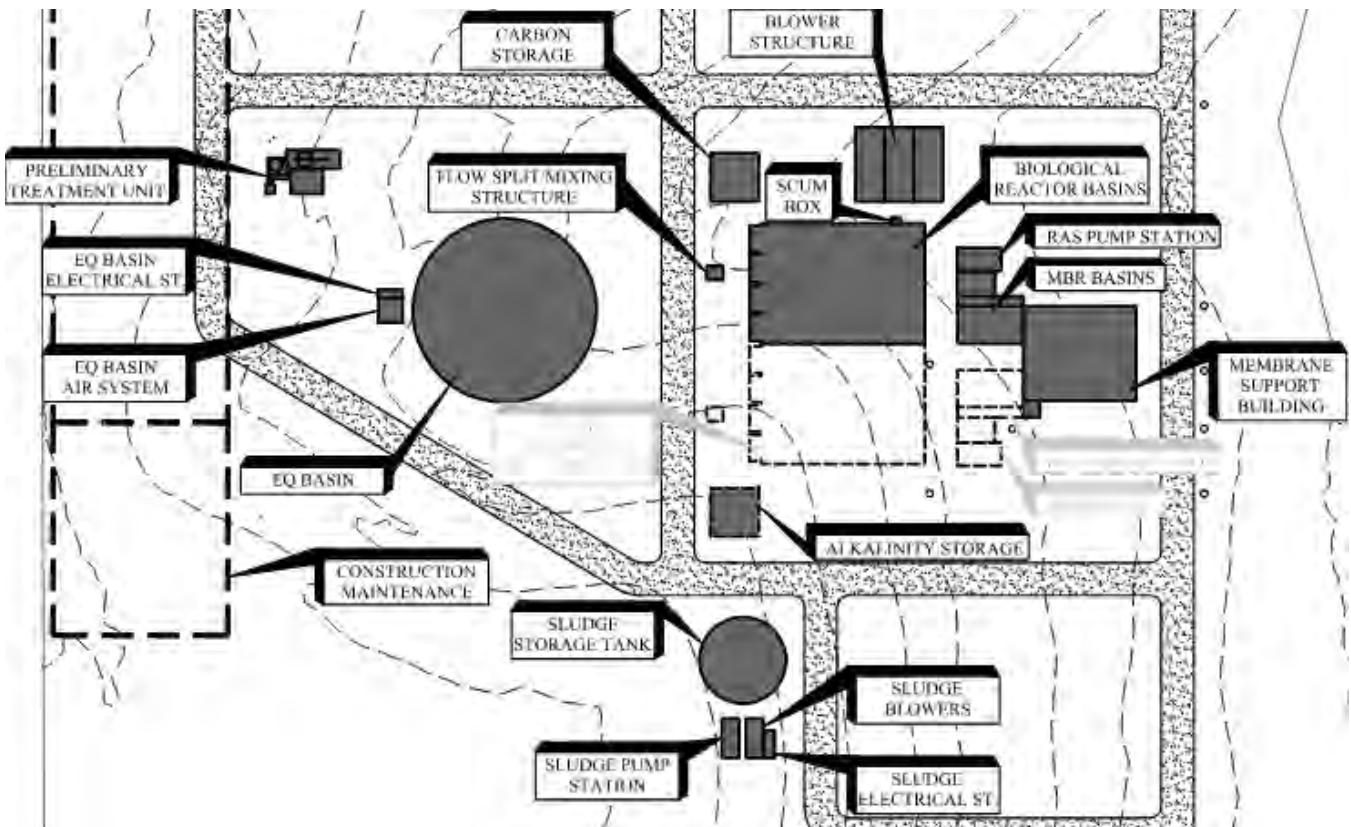 CARBON
STORAGE
BLOWER
STRUCTURE
PRELIMINARY
TREATMENT UNIT
FLOW SPLIT MIXING
STRUCTURE
SCUM
BOX
BIOLOGICAL
REACTOR BASINS
EQ BASIN
ELECTRICAL ST.
RAS PUMP STATION
MBR BASINS
EQ BASIN
AIR SYSTEM
MEMBRANE
SUPPORT
BUILDING
EQ BASIN
ALKALINITY STORAGE
CONSTRUCTION
MAINTENANCE
SLUDGE
STORAGE TANK
SLUDGE
BLOWERS
SLUDGE PUMP
STATION
SLUDGE
ELECTRICAL ST.